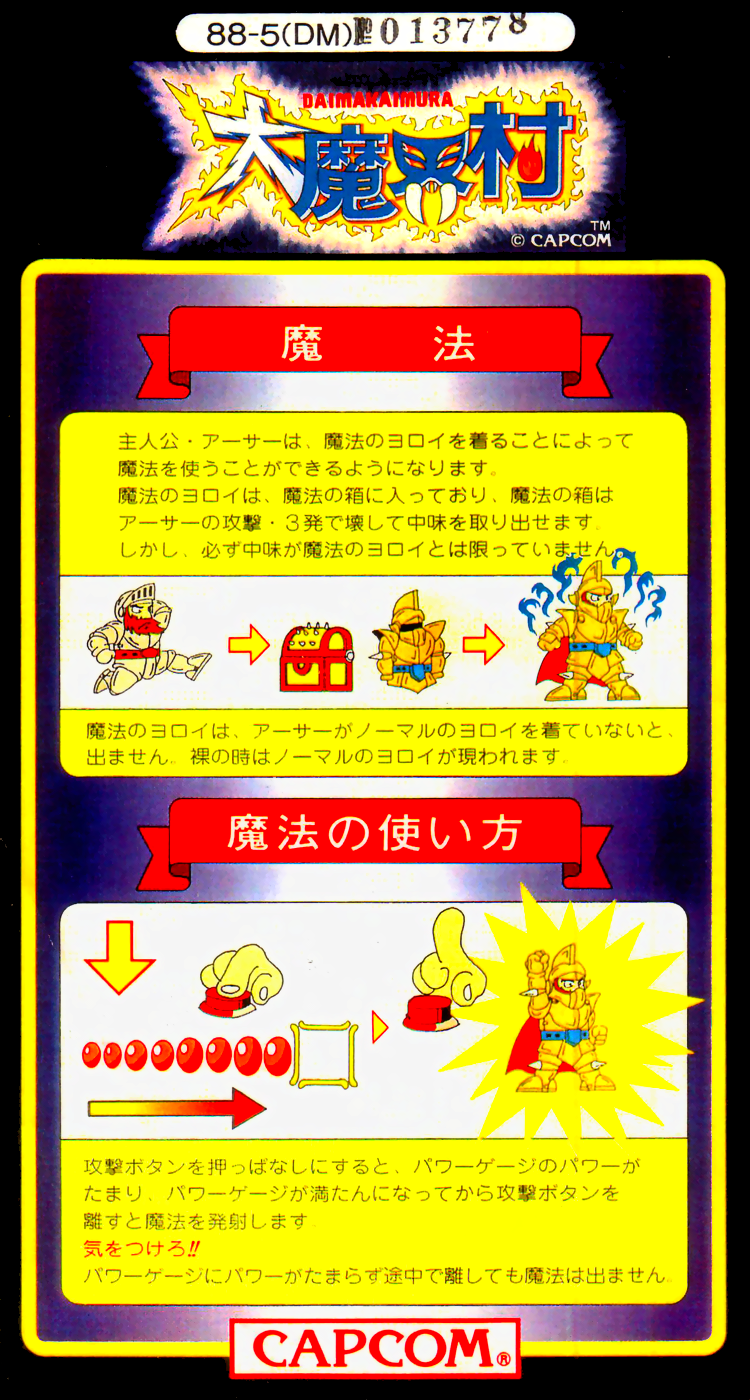 88-5(DM)№013778
DAIMAKAIMURA
大魔界村
TM
© CAPCOM
魔 法
主人公・アーサーは、魔法のヨロイを着ることによって
魔法を使うことができるようになります。
魔法のヨロイは、魔法の箱に入っており、魔法の箱は
アーサーの攻撃・3発で壊して中味を取り出せます。
しかし、必ず中味が魔法のヨロイとは限っていません。
魔法のヨロイは、アーサーがノーマルのヨロイを着ていないと、
出ません。裸の時はノーマルのヨロイが現われます。
魔法の使い方
攻撃ボタンを押っぱなしにすると、パワーゲージのパワーが
たまり、パワーゲージが満たんになってから攻撃ボタンを
離すと魔法を発射します。
気をつけろ!!
パワーゲージにパワーがたまらず途中で離しても魔法は出ません。
CAPCOM®